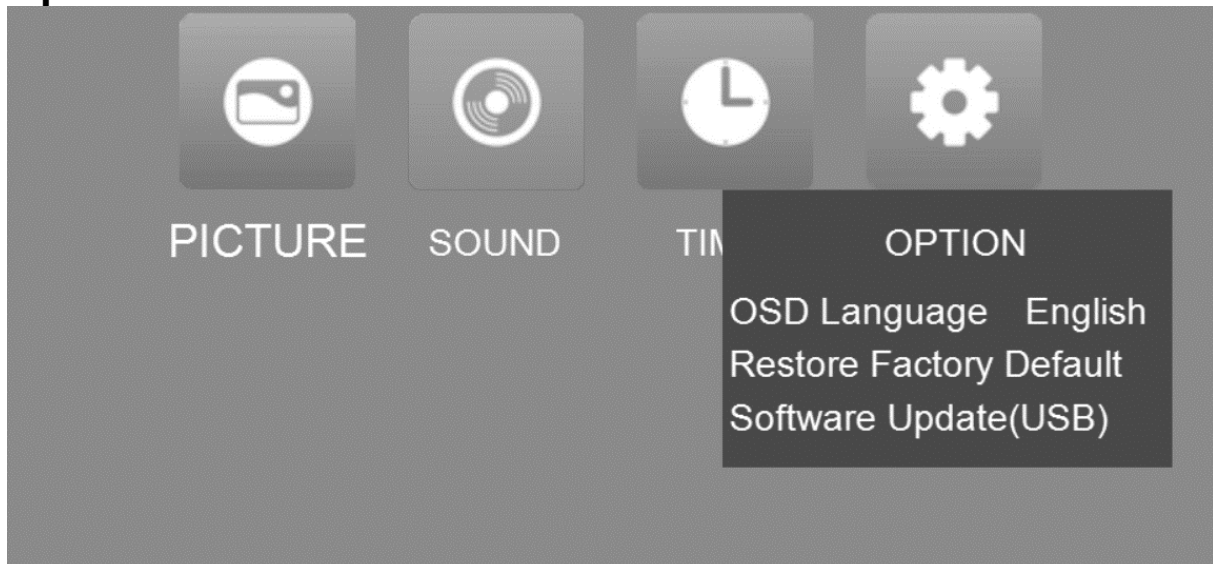 PICTURE SOUND TIM OPTION
OSD Language English
Restore Factory Default
Software Update(USB)